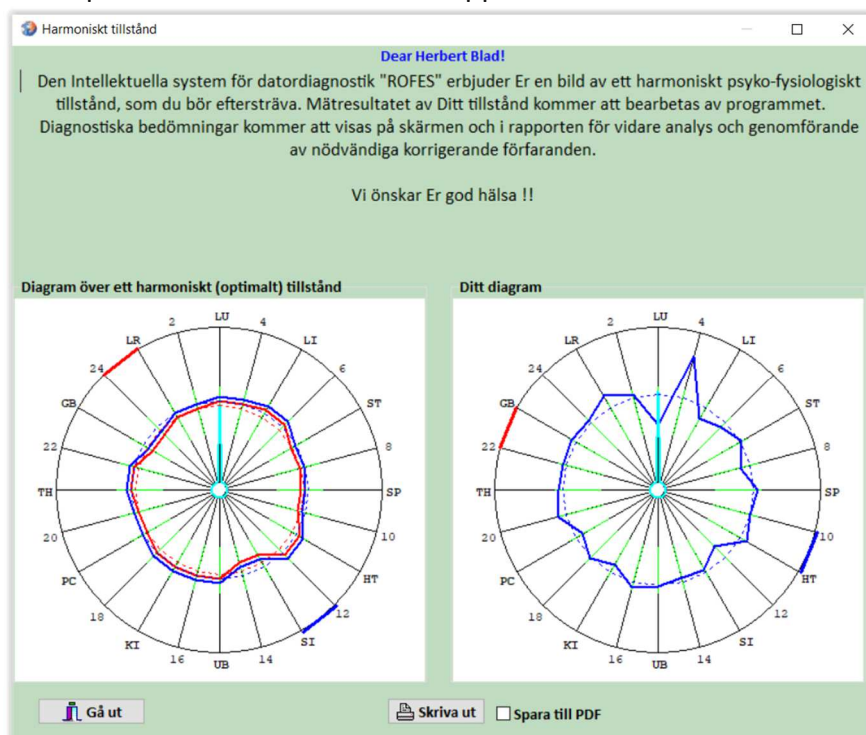 Harmoniskt tillstånd
Dear Herbert Blad!
Den Intellektuella system för datordiagnostik "ROFES" erbjuder Er en bild av ett harmoniskt psyko-fysiologiskt
tillstånd, som du bör eftersträva. Mätresultatet av Ditt tillstånd kommer att bearbetas av programmet.
Diagnostiska bedömningar kommer att visas på skärmen och i rapporten för vidare analys och genomförande
av nödvändiga korrigerande förfaranden.
Vi önskar Er god hälsa !!
Diagram över ett harmoniskt (optimalt) tillstånd
LU
4
LI
6
ST
8
SP
10
HT
12
SI
14
UB
16
KI
18
PC
20
TH
22
GB
24
LR
2
Ditt diagram
LU
4
LI
6
ST
8
SP
10
HT
12
SI
14
UB
16
KI
18
PC
20
TH
22
GB
24
LR
2
Gå ut
Skriva ut
Spara till PDF